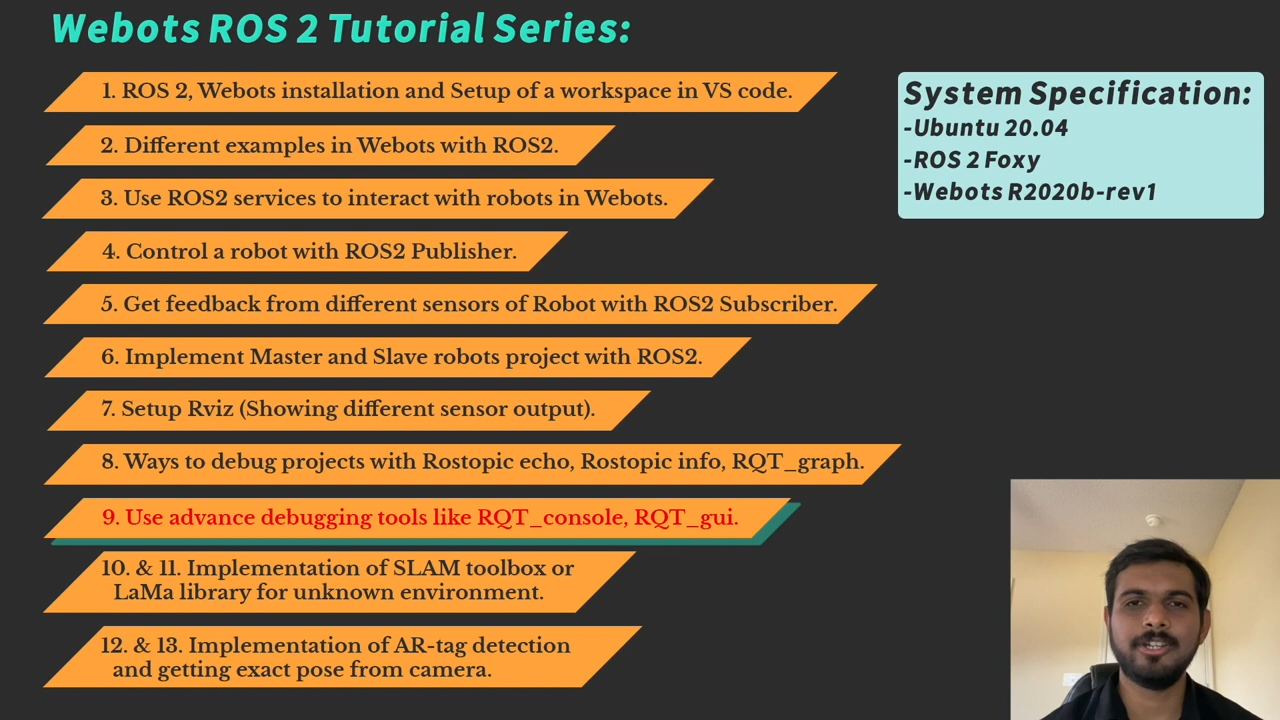 Webots ROS 2 Tutorial Series:
1. ROS 2, Webots installation and Setup of a workspace in VS code.
2. Different examples in Webots with ROS2.
3. Use ROS2 services to interact with robots in Webots.
4. Control a robot with ROS2 Publisher.
5. Get feedback from different sensors of Robot with ROS2 Subscriber.
6. Implement Master and Slave robots project with ROS2.
7. Setup Rviz (Showing different sensor output).
8. Ways to debug projects with Rostopic echo, Rostopic info, RQT_graph.
9. Use advance debugging tools like RQT_console, RQT_gui.
10. & 11. Implementation of SLAM toolbox or
LaMa library for unknown environment.
12. & 13. Implementation of AR-tag detection
and getting exact pose from camera.
System Specification:
-Ubuntu 20.04
-ROS 2 Foxy
-Webots R2020b-rev1